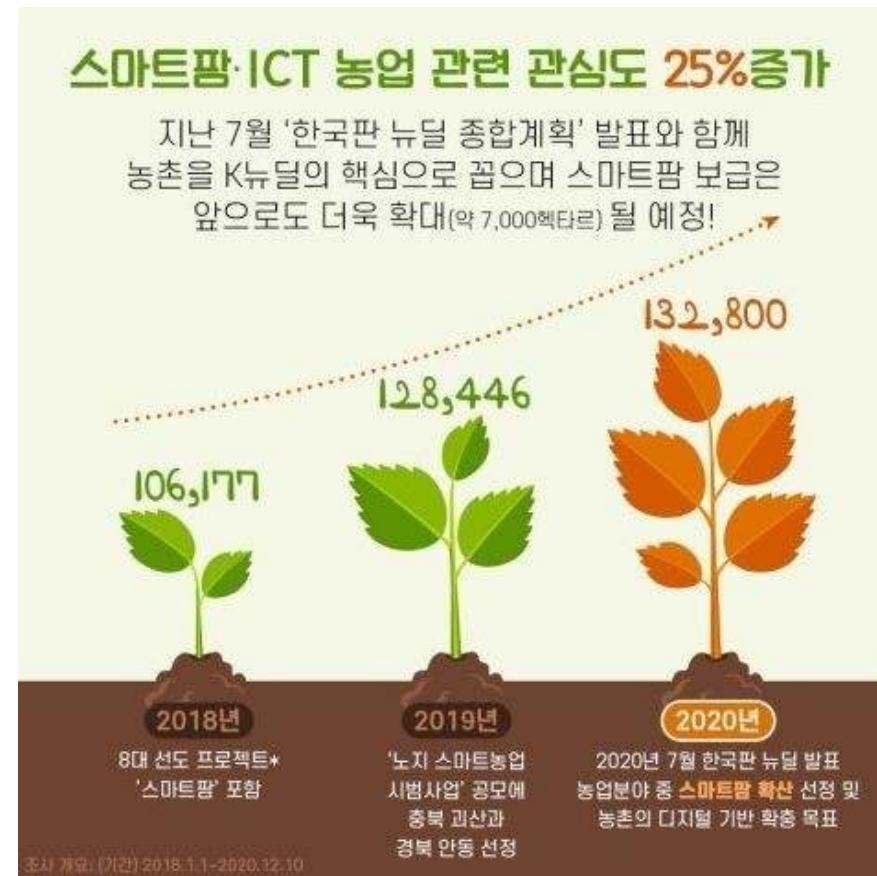 스마트팜·ICT 농업 관련 관심도 25%증가
지난 7월 '한국판 뉴딜 종합계획' 발표와 함께
농촌을 K뉴딜의 핵심으로 꼽으며 스마트팜 보급은
앞으로도 더욱 확대(약 7,000헥타르) 될 예정!
132,800
128,446
106,177
2018년
8대 선도 프로젝트*
'스마트팜' 포함
2019년
'노지 스마트농업
시범사업' 공모에
충북 괴산과
경북 안동 선정
2020년
2020년 7월 한국판 뉴딜 발표
농업분야 중 스마트팜 확산 선정 및
농촌의 디지털 기반 확충 목표
조사 개요: (기간) 2018.1.1~2020.12.10